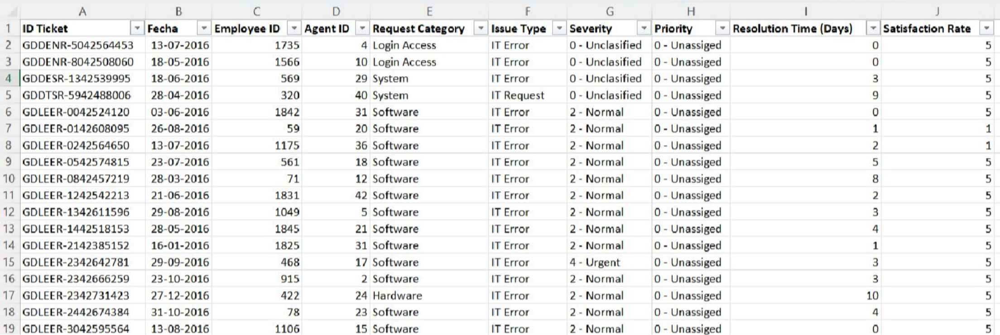 A B C D E F G H I J
1 ID Ticket Fecha Employee ID Agent ID Request Category Issue Type Severity Priority Resolution Time (Days) Satisfaction Rate
2 GDDENR-5042564453 13-07-2016 1735 4 Login Access IT Error 0 - Unclasified 0 - Unassiged 0 5
3 GDDENR-8042508060 18-05-2016 1566 10 Login Access IT Error 0 - Unclasified 0 - Unassiged 0 5
4 GDDESR-1342539995 18-06-2016 569 29 System IT Error 0 - Unclasified 0 - Unassiged 3 5
5 GDDTSR-5942488006 28-04-2016 320 40 System IT Request 0 - Unclasified 0 - Unassiged 9 5
6 GDLEER-0042524120 03-06-2016 1842 31 Software IT Error 2 - Normal 0 - Unassiged 0 5
7 GDLEER-0142608095 26-08-2016 59 20 Software IT Error 2 - Normal 0 - Unassiged 1 1
8 GDLEER-0242564650 13-07-2016 1175 36 Software IT Error 2 - Normal 0 - Unassiged 2 1
9 GDLEER-0542574815 23-07-2016 561 18 Software IT Error 2 - Normal 0 - Unassiged 5 5
10 GDLEER-0842457219 28-03-2016 71 12 Software IT Error 2 - Normal 0 - Unassiged 8 5
11 GDLEER-1242542213 21-06-2016 1831 42 Software IT Error 2 - Normal 0 - Unassiged 2 5
12 GDLEER-1342611596 29-08-2016 1049 5 Software IT Error 2 - Normal 0 - Unassiged 3 5
13 GDLEER-1442518153 28-05-2016 1845 21 Software IT Error 2 - Normal 0 - Unassiged 4 5
14 GDLEER-2142385152 16-01-2016 1825 31 Software IT Error 2 - Normal 0 - Unassiged 1 5
15 GDLEER-2342642781 29-09-2016 468 17 Software IT Error 4 - Urgent 0 - Unassiged 3 5
16 GDLEER-2342666259 23-10-2016 915 2 Software IT Error 2 - Normal 0 - Unassiged 3 5
17 GDLEER-2342731423 27-12-2016 422 24 Hardware IT Error 2 - Normal 0 - Unassiged 10 5
18 GDLEER-2442674384 31-10-2016 78 23 Software IT Error 2 - Normal 0 - Unassiged 4 5
19 GDLEER-3042595564 13-08-2016 1106 15 Software IT Error 2 - Normal 0 - Unassiged 0 5